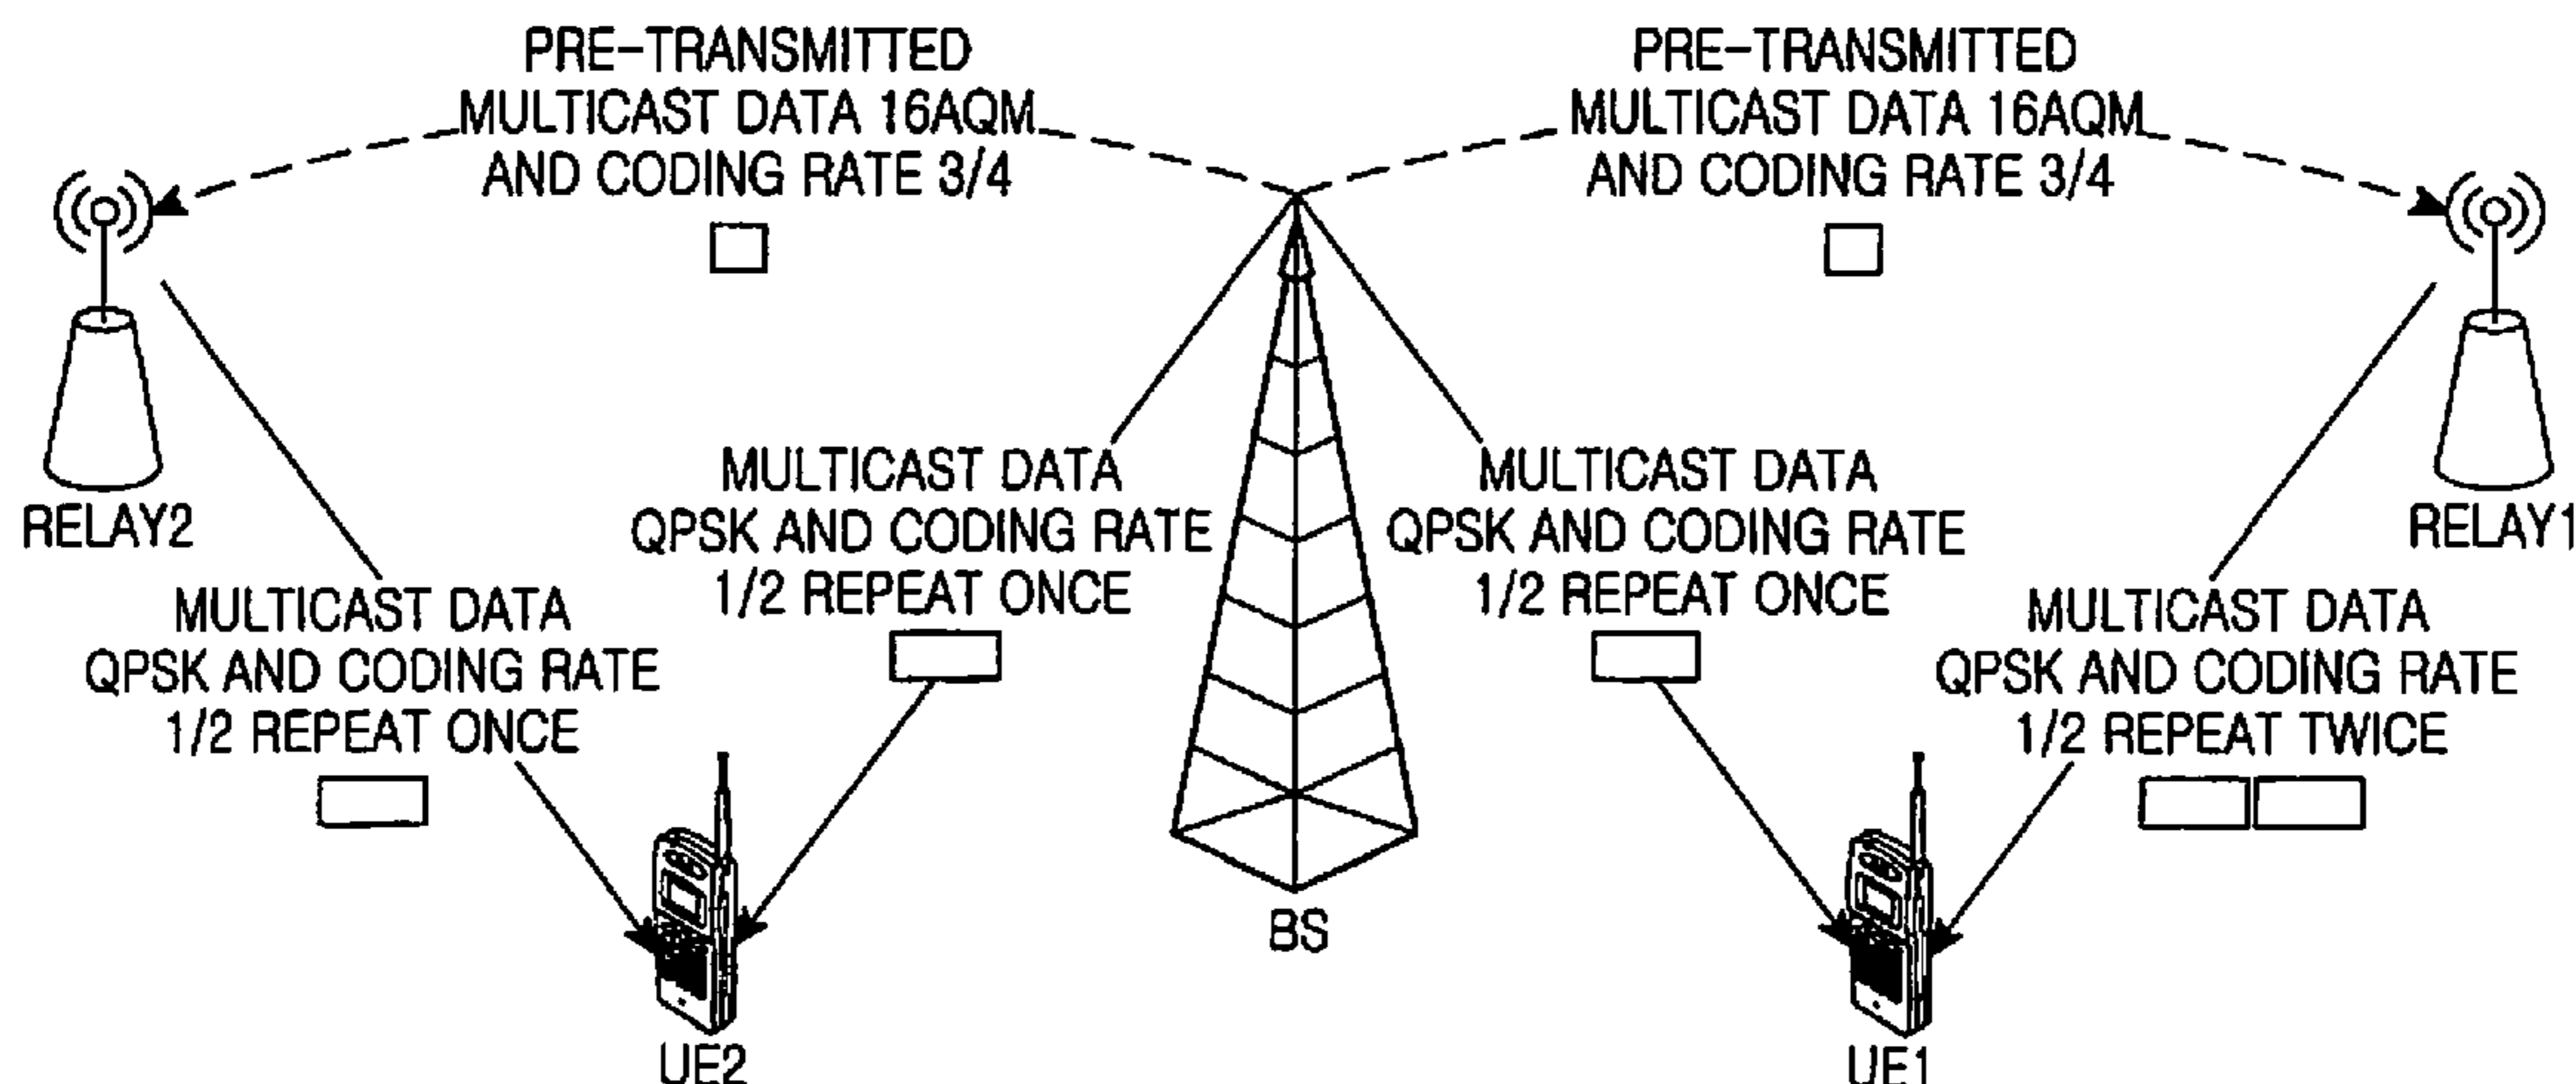 PRE-TRANSMITTED
MULTICAST DATA 16AQM
AND CODING RATE 3/4
PRE-TRANSMITTED
MULTICAST DATA 16AQM
AND CODING RATE 3/4
RELAY2
RELAY1
MULTICAST DATA
QPSK AND CODING RATE
1/2 REPEAT ONCE
MULTICAST DATA
QPSK AND CODING RATE
1/2 REPEAT ONCE
MULTICAST DATA
QPSK AND CODING RATE
1/2 REPEAT ONCE
MULTICAST DATA
QPSK AND CODING RATE
1/2 REPEAT TWICE
BS
UE2
UE1